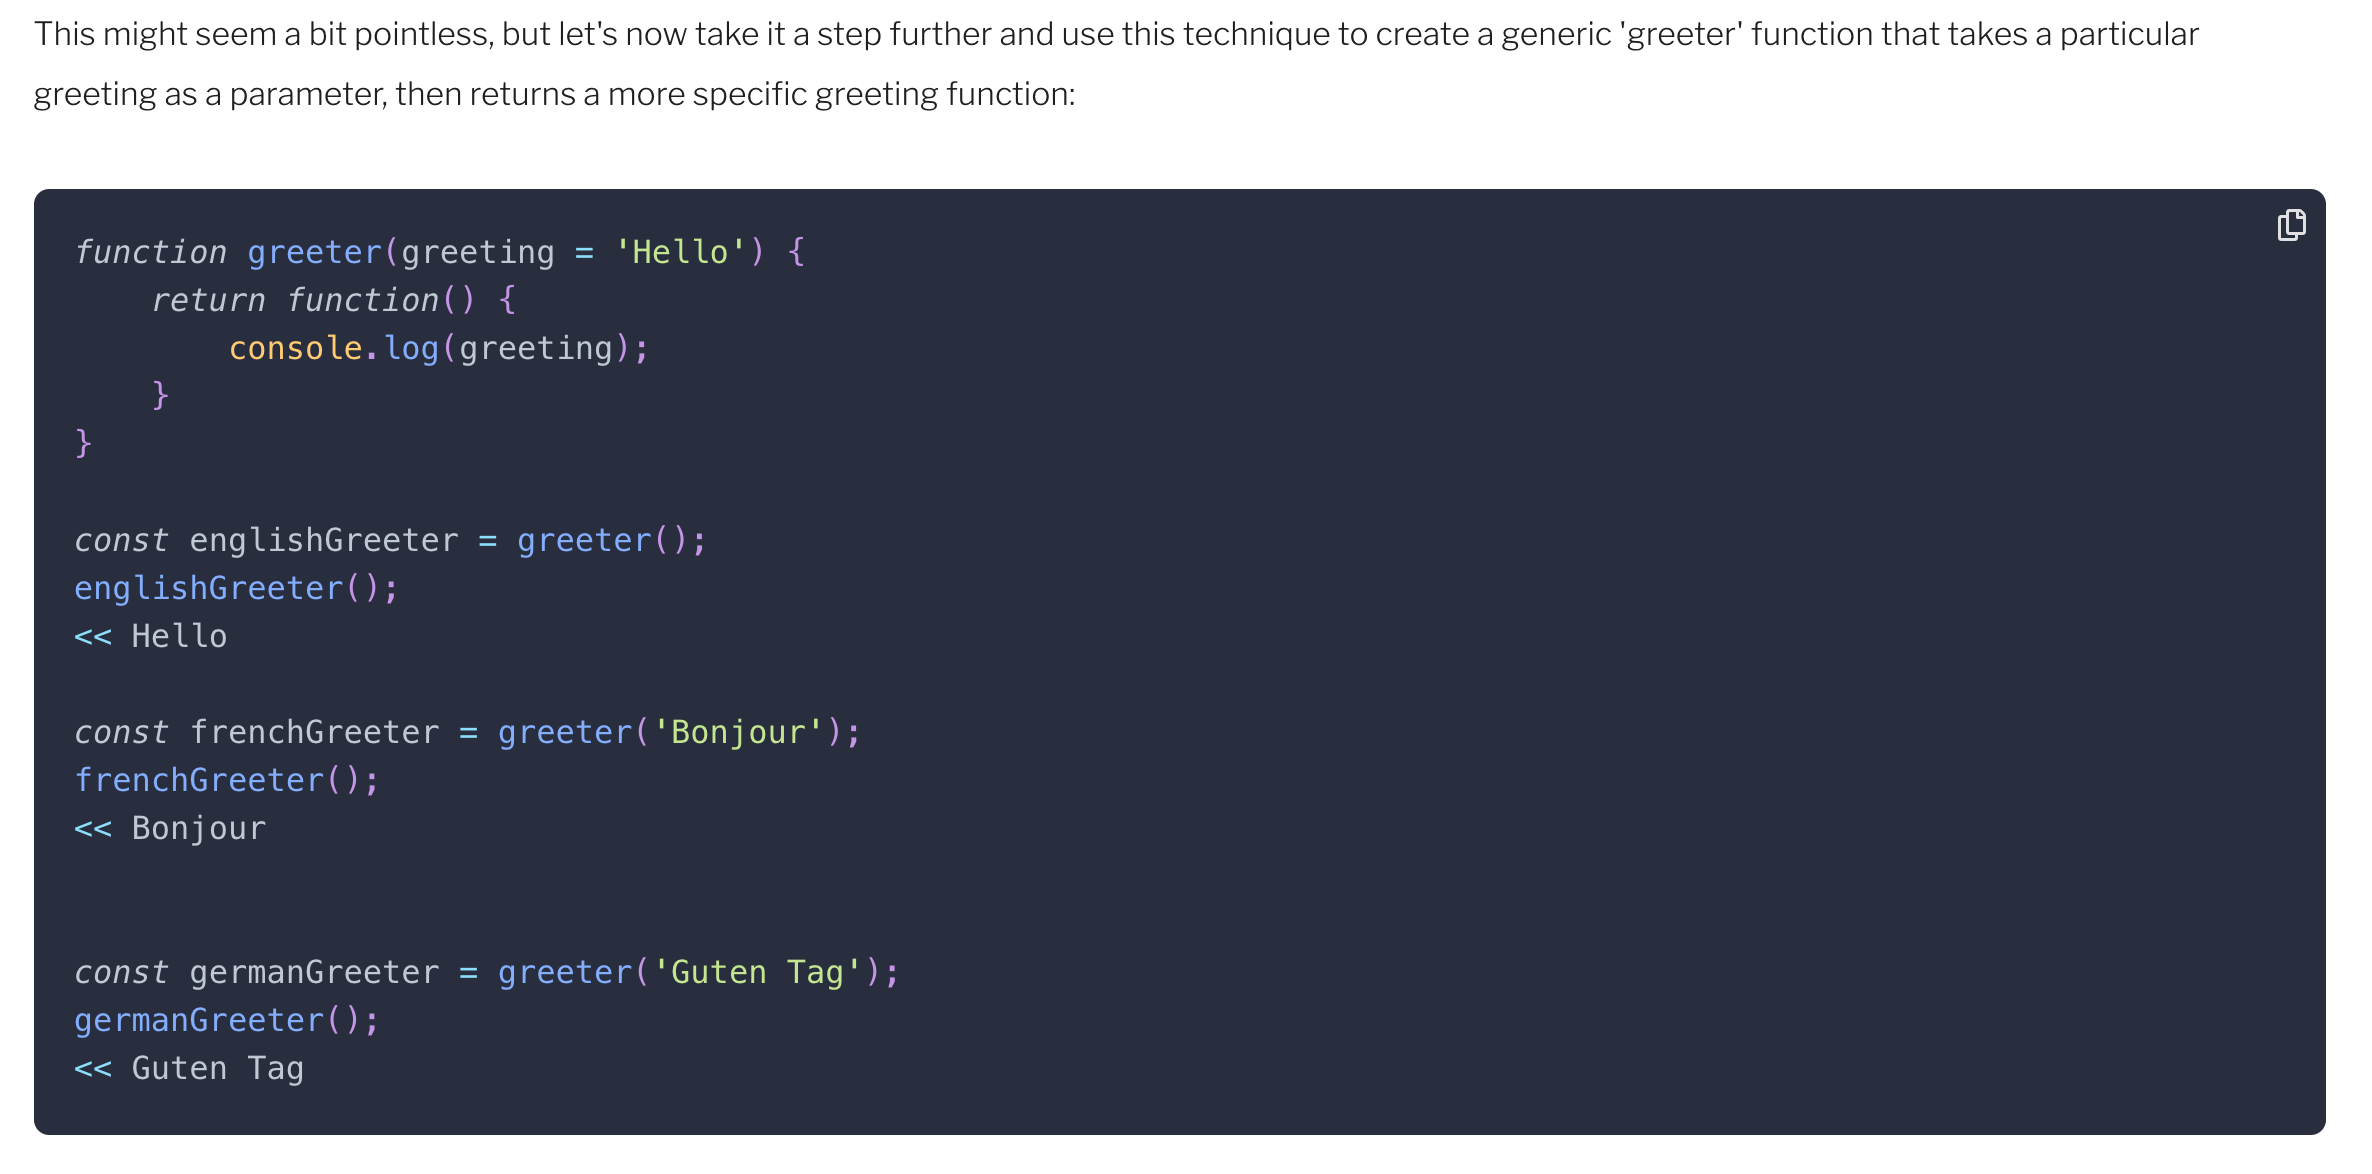 This might seem a bit pointless, but let's now take it a step further and use this technique to create a generic 'greeter' function that takes a particular
greeting as a parameter, then returns a more specific greeting function:
function greeter(greeting = 'Hello') {
    return function() {
        console.log(greeting);
    }
}
const englishGreeter = greeter();
englishGreeter();
<< Hello
const frenchGreeter = greeter('Bonjour');
frenchGreeter();
<< Bonjour
const germanGreeter = greeter('Guten Tag');
germanGreeter();
<< Guten Tag